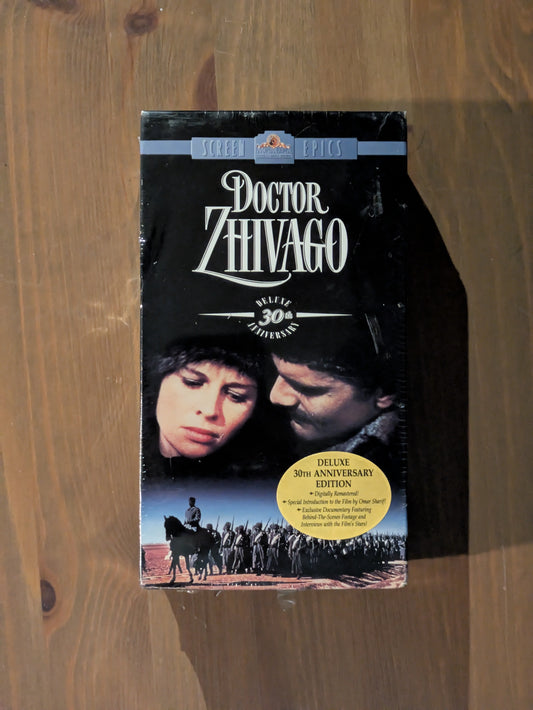 SCREEN EPICS
DOCTOR
ZHIVAGO
DELUXE
30th
ANNIVERSARY
DELUXE
30TH ANNIVERSARY
EDITION
Digitally Remastered!
Special Introduction to the Film by Omar Sharif!
Exclusive Documentary Featuring
Behind-The-Scenes Footage and
Interviews with the Film's Stars!